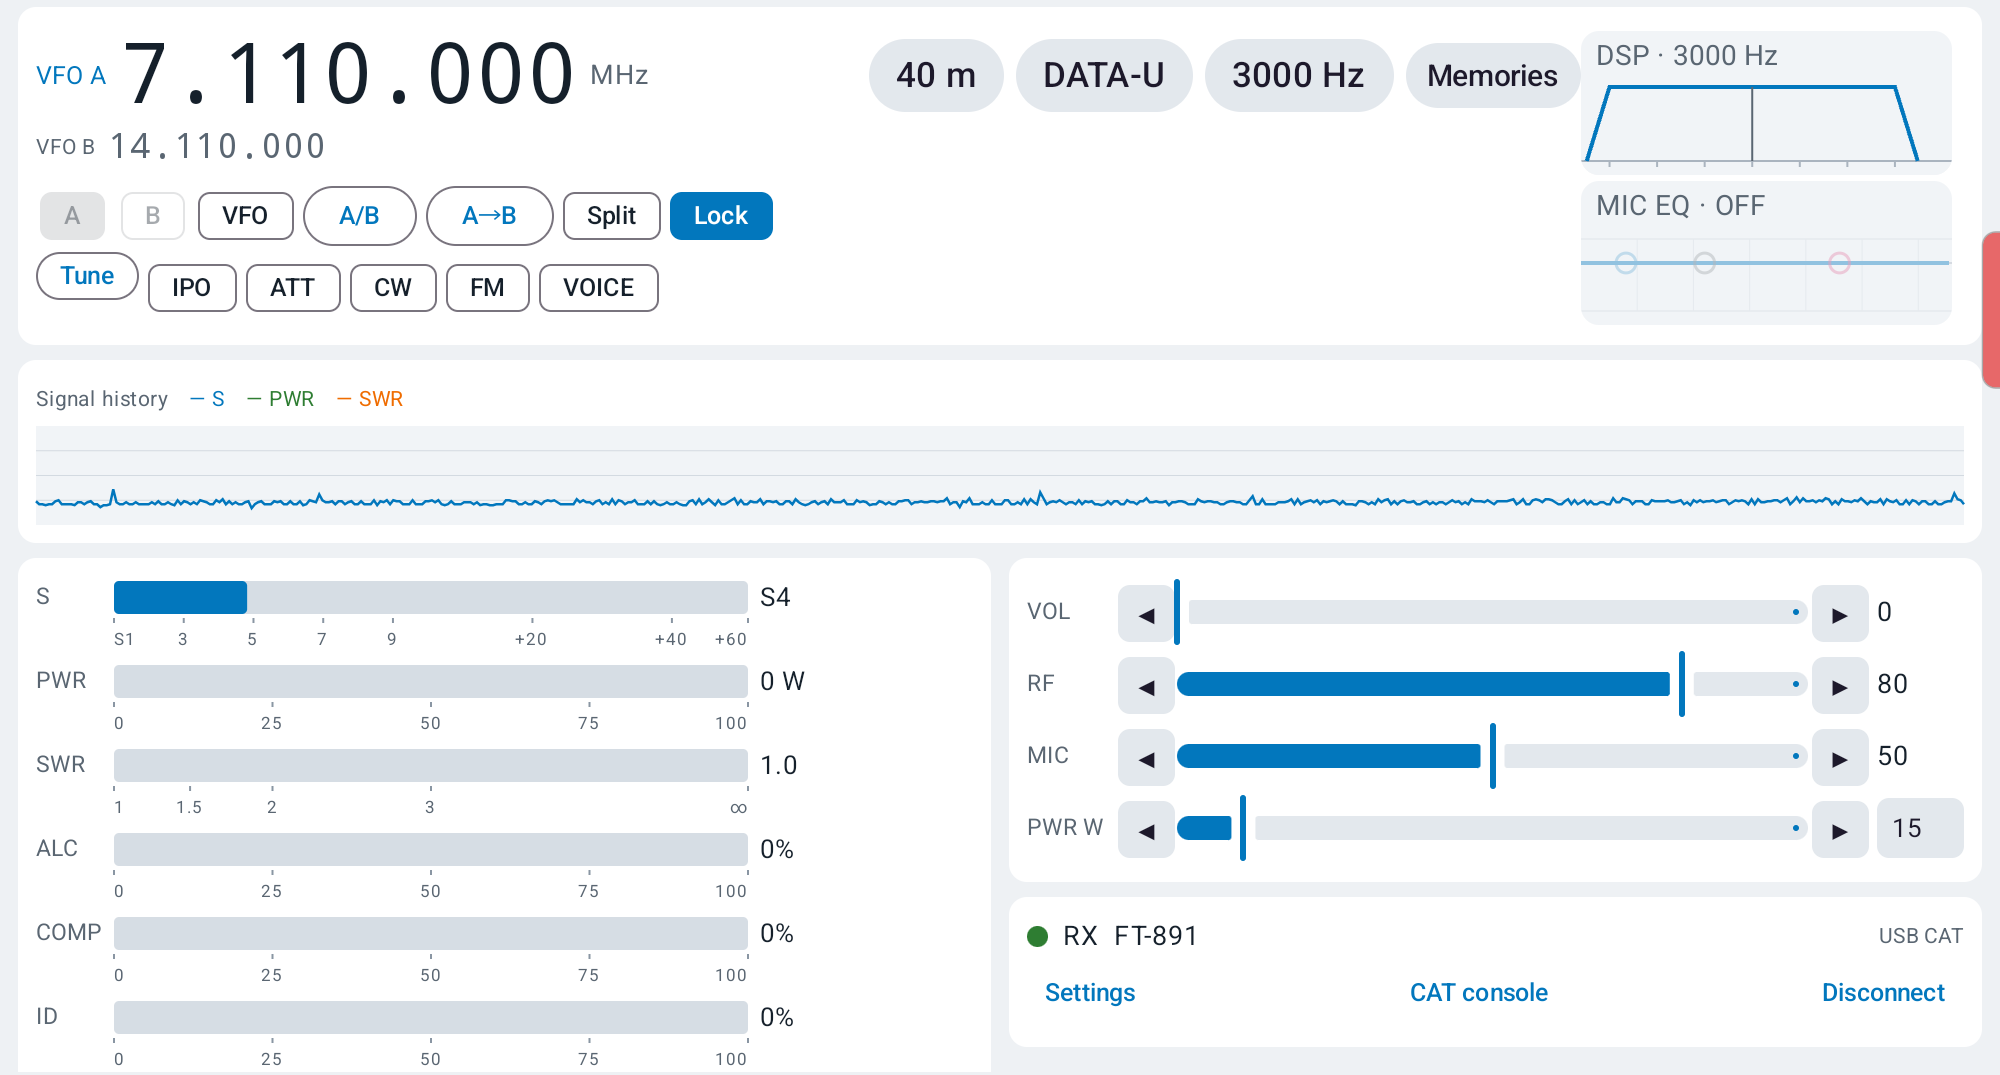 VFO A 7.110.000 MHz 40 m DATA-U 3000 Hz Memories
DSP · 3000 Hz
VFO B 14.110.000
MIC EQ · OFF
A B VFO A/B A→B Split Lock
Tune IPO ATT CW FM VOICE
Signal history — S — PWR — SWR
S S4
S1 3 5 7 9 +20 +40 +60
PWR 0 W
0 25 50 75 100
SWR 1.0
1 1.5 2 3 ∞
ALC 0%
0 25 50 75 100
COMP 0%
0 25 50 75 100
ID 0%
0 25 50 75 100
VOL ◀ ▶ 0
RF ◀ ▶ 80
MIC ◀ ▶ 50
PWR W ◀ ▶ 15
RX FT-891 USB CAT
Settings CAT console Disconnect